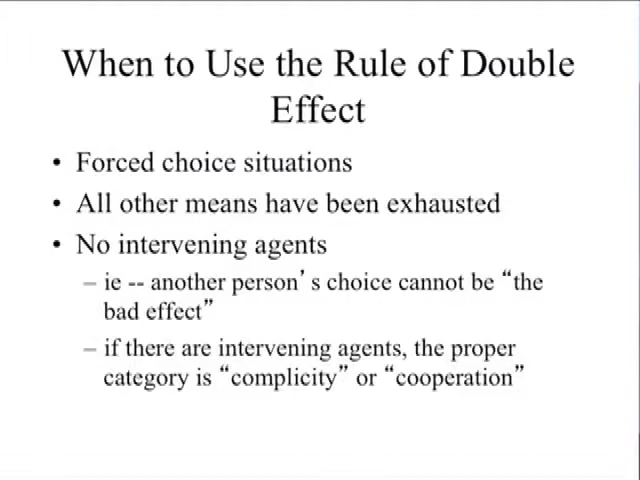 When to Use the Rule of Double
Effect
• Forced choice situations
• All other means have been exhausted
• No intervening agents
– ie -- another person’s choice cannot be “the
bad effect”
– if there are intervening agents, the proper
category is “complicity” or “cooperation”